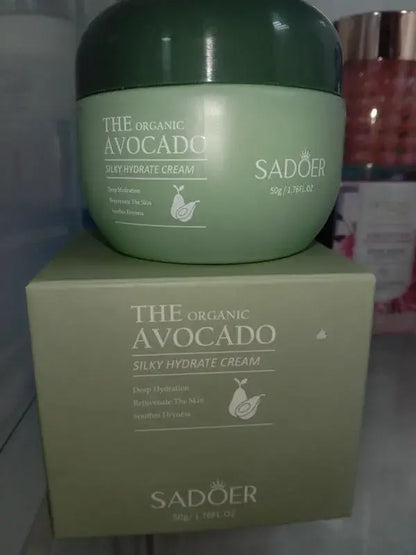 THE ORGANIC
AVOCADO
SILKY HYDRATE CREAM
Deep Hydration
Rejuvenate The Skin
Soothes Dryness
SADOER
50g / 1.76FL.OZ
THE ORGANIC
AVOCADO
SILKY HYDRATE CREAM
Deep Hydration
Rejuvenate The Skin
Soothes Dryness
SADOER
50g/ 1.76FL.OZ